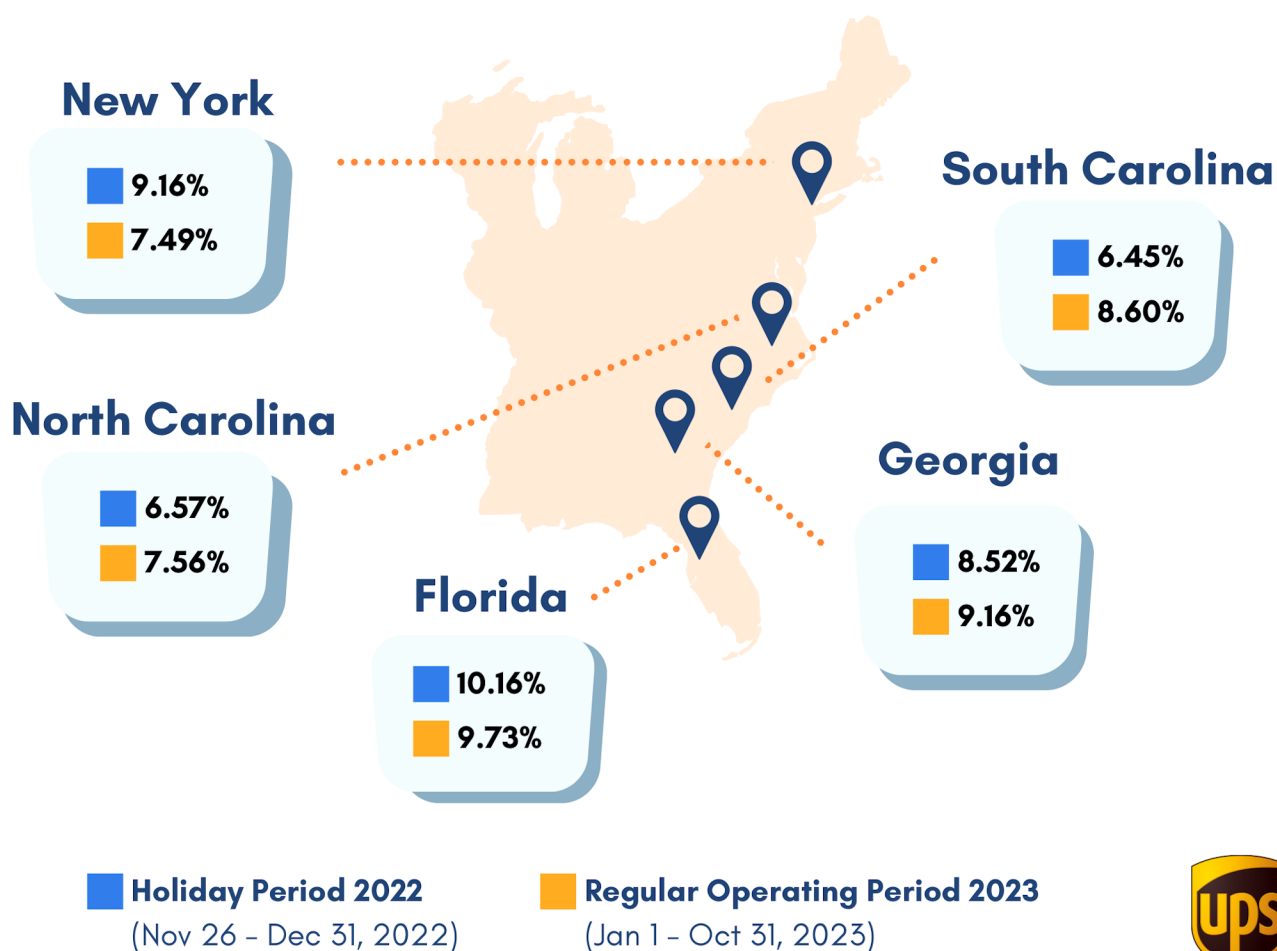 New York
9.16%
7.49%
South Carolina
6.45%
8.60%
North Carolina
6.57%
7.56%
Georgia
8.52%
9.16%
Florida
10.16%
9.73%
Holiday Period 2022
(Nov 26 - Dec 31, 2022)
Regular Operating Period 2023
(Jan 1 - Oct 31, 2023)
ups